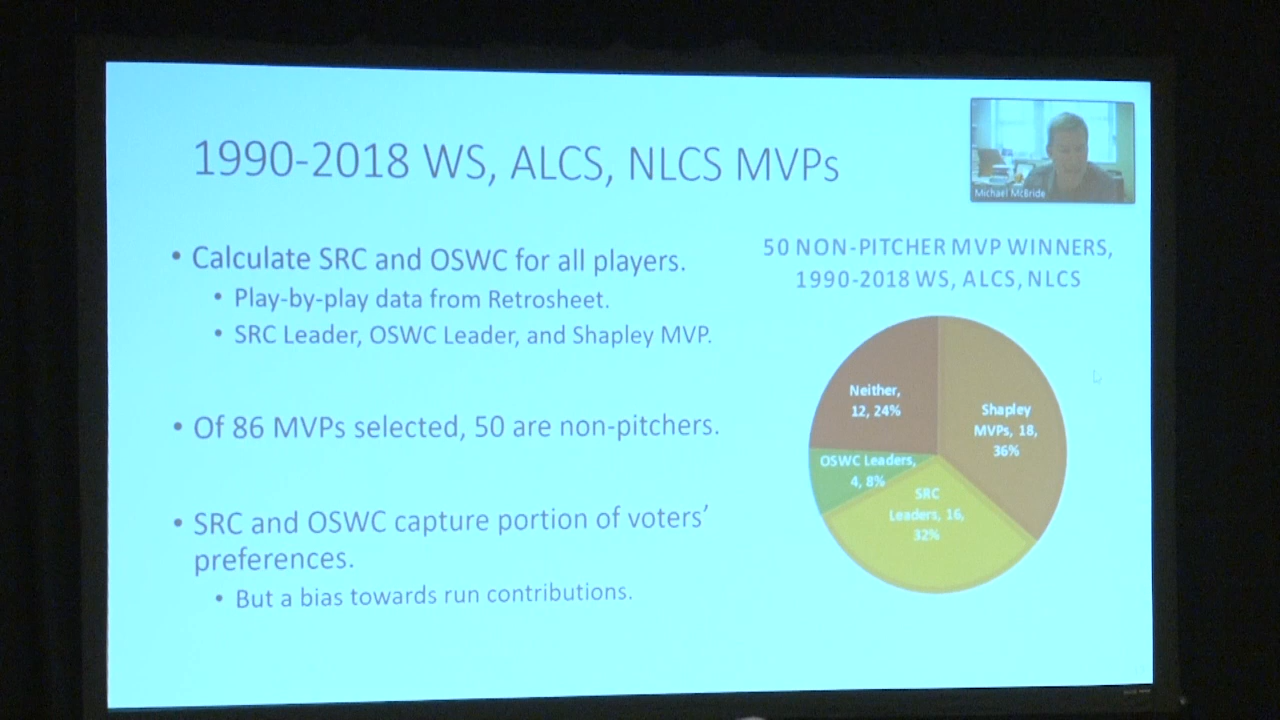 1990-2018 WS, ALCS, NLCS MVPs
Michael McBride
• Calculate SRC and OSWC for all players.
• Play-by-play data from Retrosheet.
• SRC Leader, OSWC Leader, and Shapley MVP.
• Of 86 MVPs selected, 50 are non-pitchers.
• SRC and OSWC capture portion of voters'
preferences.
• But a bias towards run contributions.
50 NON-PITCHER MVP WINNERS,
1990-2018 WS, ALCS, NLCS
Neither,
12, 24%
Shapley
MVPs, 18,
36%
OSWC Leaders,
4, 8%
SRC
Leaders, 16,
32%